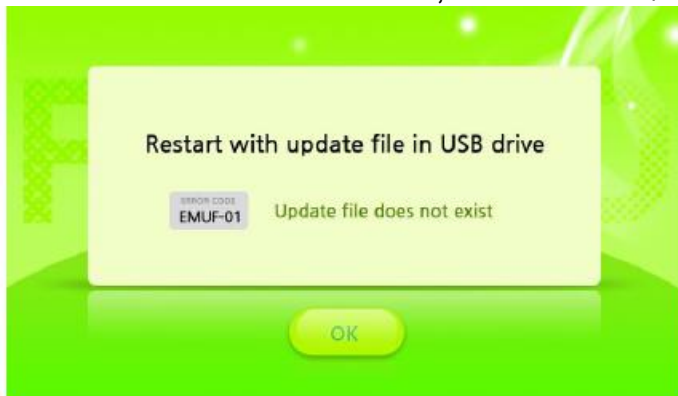 Restart with update file in USB drive
ERROR CODE
EMUF-01
Update file does not exist
OK